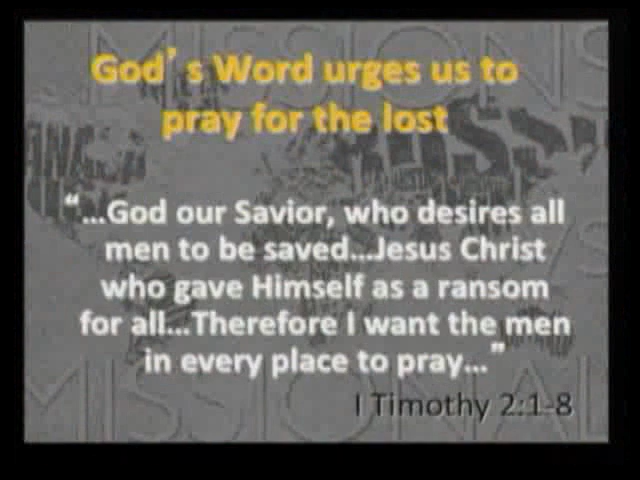 God's Word urges us to
pray for the lost
“…God our Savior, who desires all
men to be saved…Jesus Christ
who gave Himself as a ransom
for all…Therefore I want the men
in every place to pray…”
I Timothy 2:1-8
MISSIONS
MISSIONAL